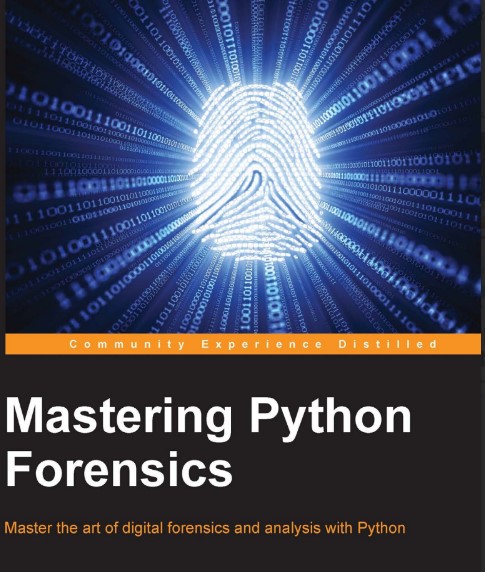 Community Experience Distilled
Mastering Python
Forensics
Master the art of digital forensics and analysis with Python